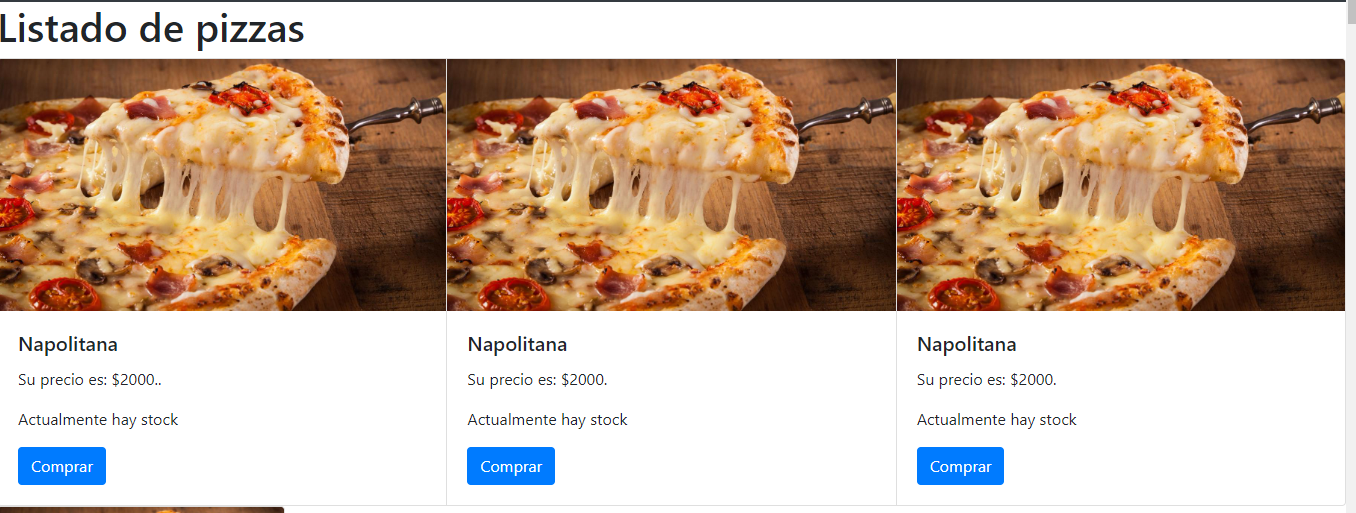 Listado de pizzas
Napolitana
Su precio es: $2000..
Actualmente hay stock
Comprar
Napolitana
Su precio es: $2000.
Actualmente hay stock
Comprar
Napolitana
Su precio es: $2000.
Actualmente hay stock
Comprar